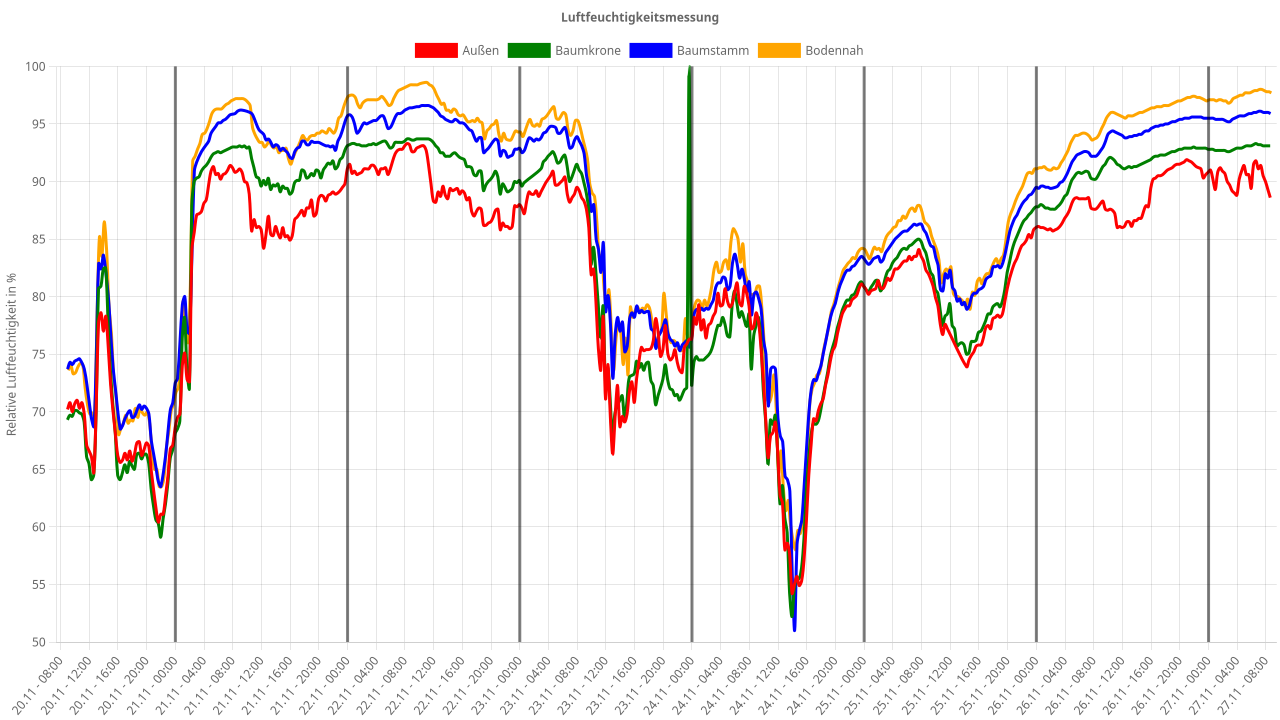 Luftfeuchtigkeitsmessung
Außen Baumkrone Baumstamm Bodennah
Relative Luftfeuchtigkeit in %
100
95
90
85
80
75
70
65
60
55
50
20.11 - 08:00
20.11 - 12:00
20.11 - 16:00
20.11 - 20:00
21.11 - 00:00
21.11 - 04:00
21.11 - 08:00
21.11 - 12:00
21.11 - 16:00
21.11 - 20:00
22.11 - 00:00
22.11 - 04:00
22.11 - 08:00
22.11 - 12:00
22.11 - 16:00
22.11 - 20:00
23.11 - 00:00
23.11 - 04:00
23.11 - 08:00
23.11 - 12:00
23.11 - 16:00
23.11 - 20:00
24.11 - 00:00
24.11 - 04:00
24.11 - 08:00
24.11 - 12:00
24.11 - 16:00
24.11 - 20:00
25.11 - 00:00
25.11 - 04:00
25.11 - 08:00
25.11 - 12:00
25.11 - 16:00
25.11 - 20:00
26.11 - 00:00
26.11 - 04:00
26.11 - 08:00
26.11 - 12:00
26.11 - 16:00
26.11 - 20:00
27.11 - 00:00
27.11 - 04:00
27.11 - 08:00